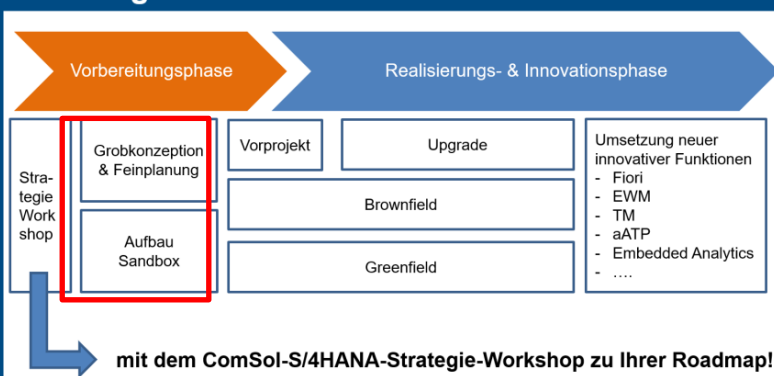 Vorbereitungsphase
Realisierungs- & Innovationsphase
Stra-
tegie
Work
shop
Grobkonzeption
& Feinplanung
Aufbau
Sandbox
Vorprojekt
Upgrade
Brownfield
Greenfield
Umsetzung neuer
innovativer Funktionen
- Fiori
- EWM
- TM
- aATP
- Embedded Analytics
- ....
mit dem ComSol-S/4HANA-Strategie-Workshop zu Ihrer Roadmap!